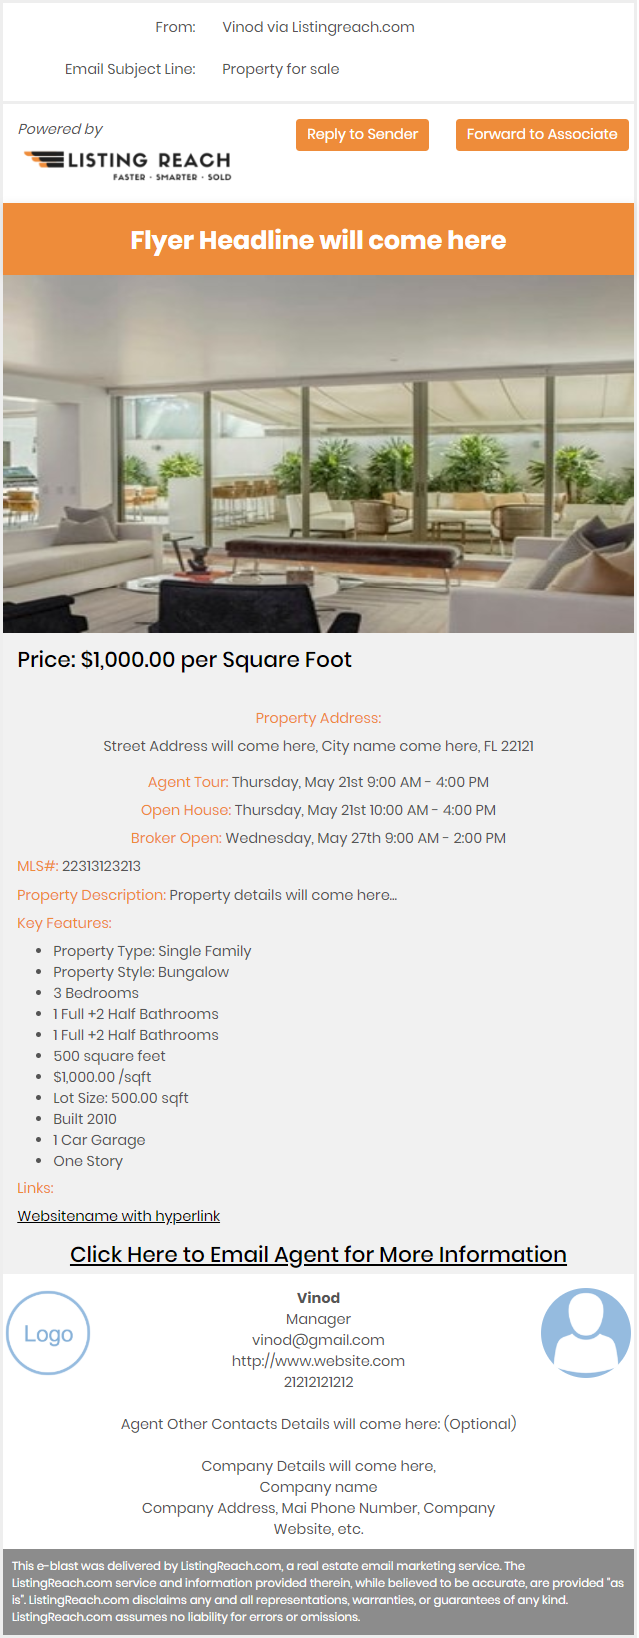 From: Vinod via Listingreach.com
Email Subject Line: Property for sale
Powered by
Reply to Sender Forward to Associate
LISTING REACH
FASTER · SMARTER · SOLD
Flyer Headline will come here
Price: $1,000.00 per Square Foot
Property Address:
Street Address will come here, City name come here, FL 22121
Agent Tour: Thursday, May 21st 9:00 AM - 4:00 PM
Open House: Thursday, May 21st 10:00 AM - 4:00 PM
Broker Open: Wednesday, May 27th 9:00 AM - 2:00 PM
MLS#: 22313123213
Property Description: Property details will come here...
Key Features:
• Property Type: Single Family
• Property Style: Bungalow
• 3 Bedrooms
• 1 Full +2 Half Bathrooms
• 1 Full +2 Half Bathrooms
• 500 square feet
• $1,000.00 /sqft
• Lot Size: 500.00 sqft
• Built 2010
• 1 Car Garage
• One Story
Links:
Websitename with hyperlink
Click Here to Email Agent for More Information
Logo
Vinod
Manager
vinod@gmail.com
http://www.website.com
21212121212
Agent Other Contacts Details will come here: (Optional)
Company Details will come here,
Company name
Company Address, Mai Phone Number, Company
Website, etc.
This e-blast was delivered by ListingReach.com, a real estate email marketing service. The
ListingReach.com service and information provided therein, while believed to be accurate, are provided "as
is". ListingReach.com disclaims any and all representations, warranties, or guarantees of any kind.
ListingReach.com assumes no liability for errors or omissions.